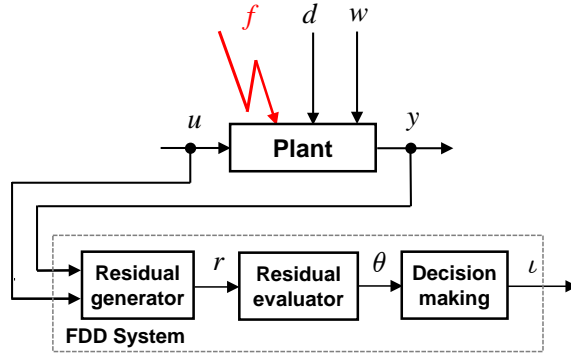 f d w
u y
Plant
Residual generator
r
Residual evaluator
θ
Decision making
ι
FDD System